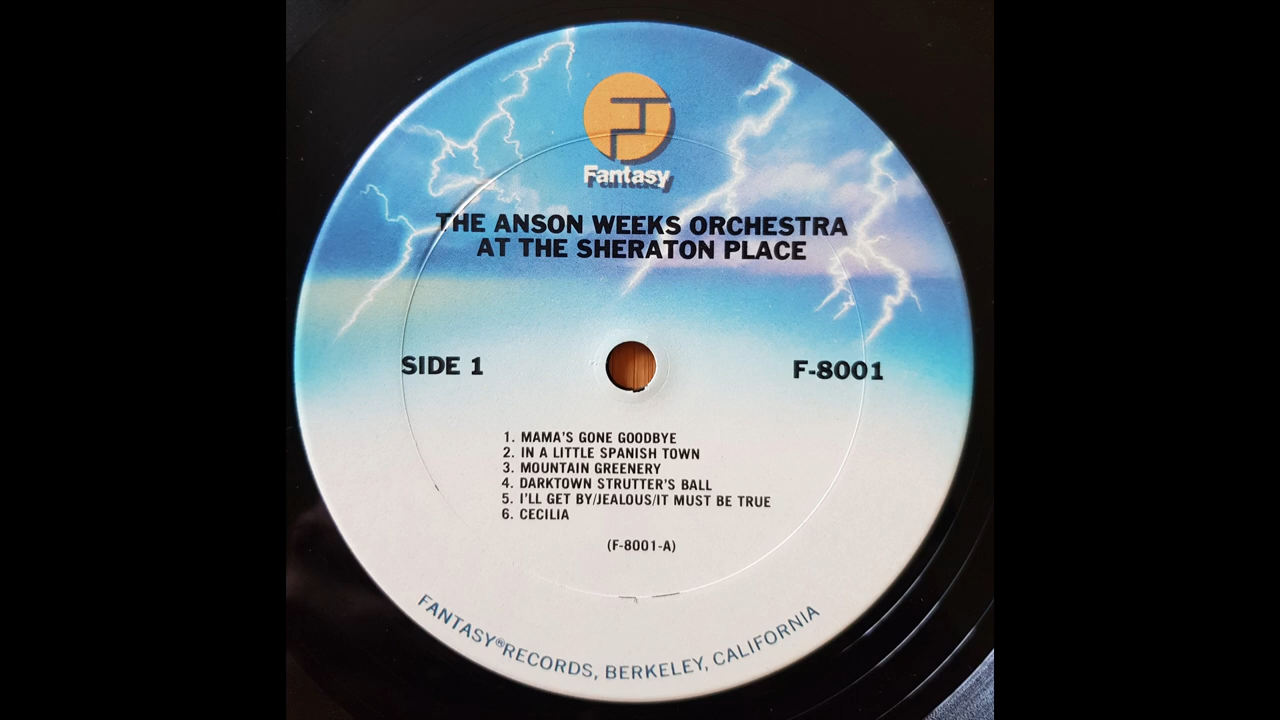 Fantasy
THE ANSON WEEKS ORCHESTRA
AT THE SHERATON PLACE
SIDE 1
F-8001
1. MAMA'S GONE GOODBYE
2. IN A LITTLE SPANISH TOWN
3. MOUNTAIN GREENERY
4. DARKTOWN STRUTTER'S BALL
5. I'LL GET BY/JEALOUS/IT MUST BE TRUE
6. CECILIA
(F-8001-A)
FANTASY® RECORDS, BERKELEY, CALIFORNIA